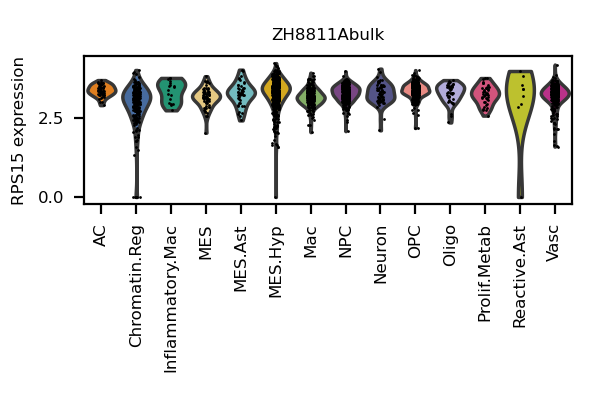 ZH8811Abulk
RPS15 expression
2.5
0.0
AC
Chromatin.Reg
Inflammatory.Mac
MES
MES.Ast
MES.Hyp
Mac
NPC
Neuron
OPC
Oligo
Prolif.Metab
Reactive.Ast
Vasc